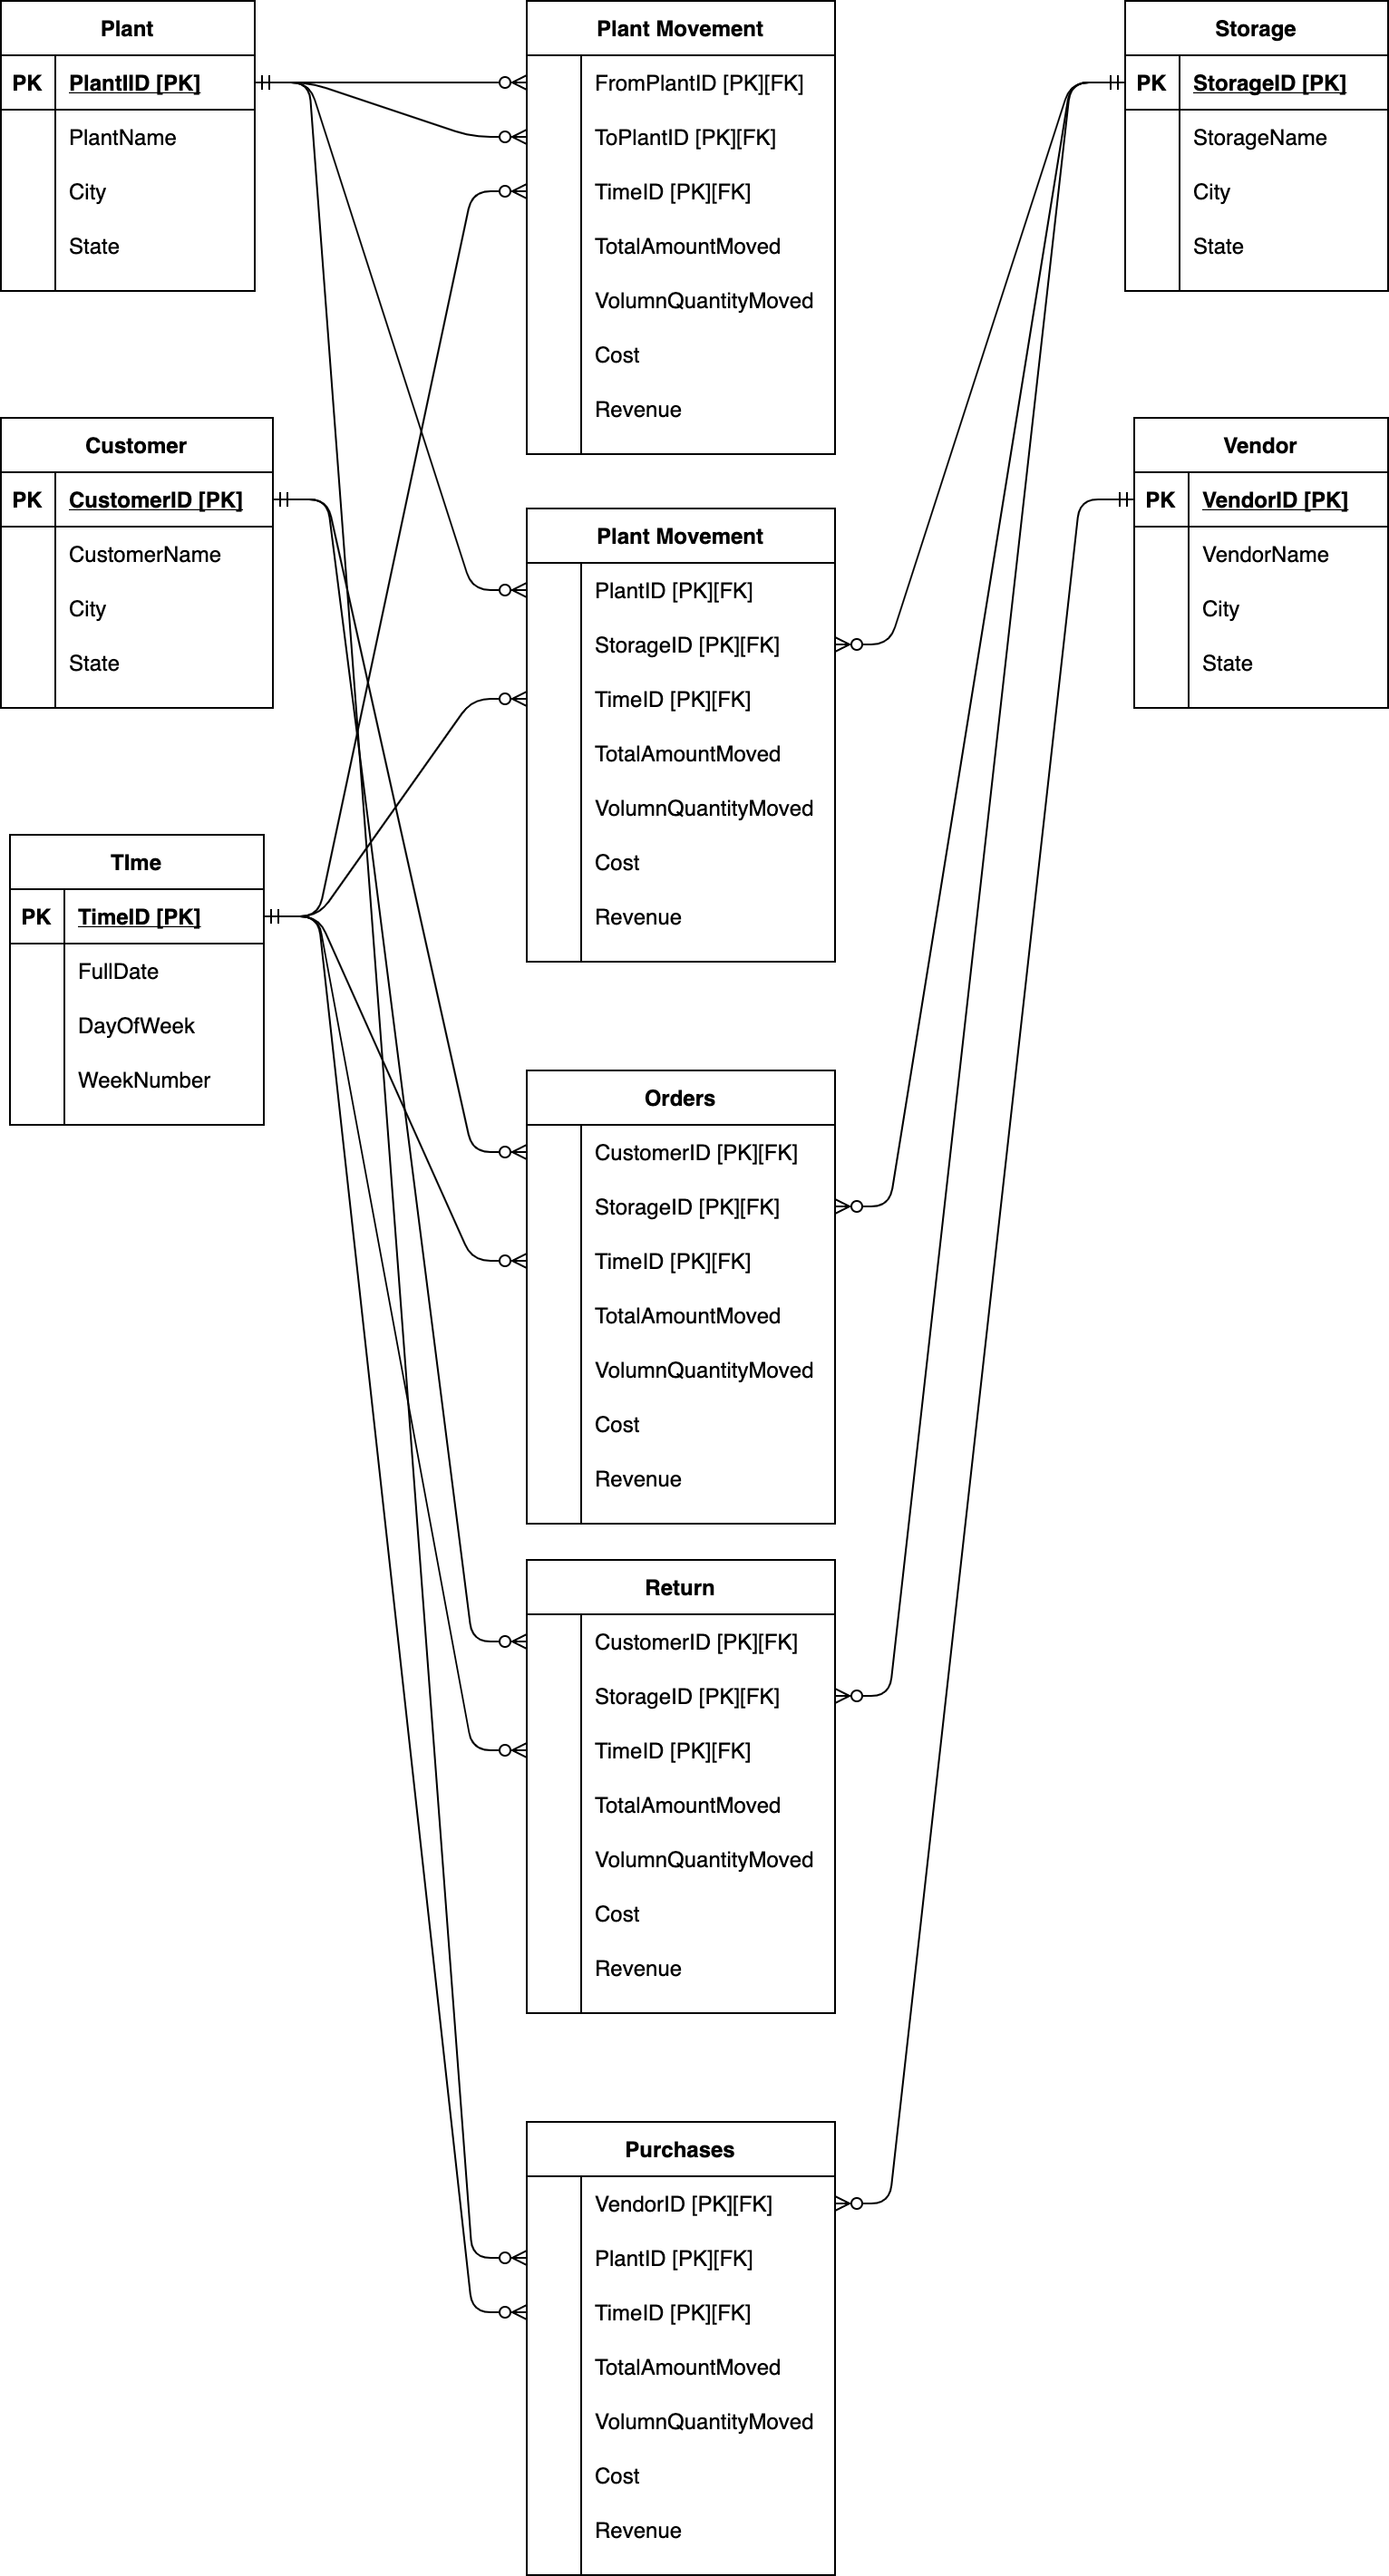 Plant
PK PlantIID [PK]
PlantName
City
State
Plant Movement
FromPlantID [PK][FK]
ToPlantID [PK][FK]
TimeID [PK][FK]
TotalAmountMoved
VolumnQuantityMoved
Cost
Revenue
Storage
PK StorageID [PK]
StorageName
City
State
Customer
PK CustomerID [PK]
CustomerName
City
State
Plant Movement
PlantID [PK][FK]
StorageID [PK][FK]
TimeID [PK][FK]
TotalAmountMoved
VolumnQuantityMoved
Cost
Revenue
Vendor
PK VendorID [PK]
VendorName
City
State
TIme
PK TimeID [PK]
FullDate
DayOfWeek
WeekNumber
Orders
CustomerID [PK][FK]
StorageID [PK][FK]
TimeID [PK][FK]
TotalAmountMoved
VolumnQuantityMoved
Cost
Revenue
Return
CustomerID [PK][FK]
StorageID [PK][FK]
TimeID [PK][FK]
TotalAmountMoved
VolumnQuantityMoved
Cost
Revenue
Purchases
VendorID [PK][FK]
PlantID [PK][FK]
TimeID [PK][FK]
TotalAmountMoved
VolumnQuantityMoved
Cost
Revenue